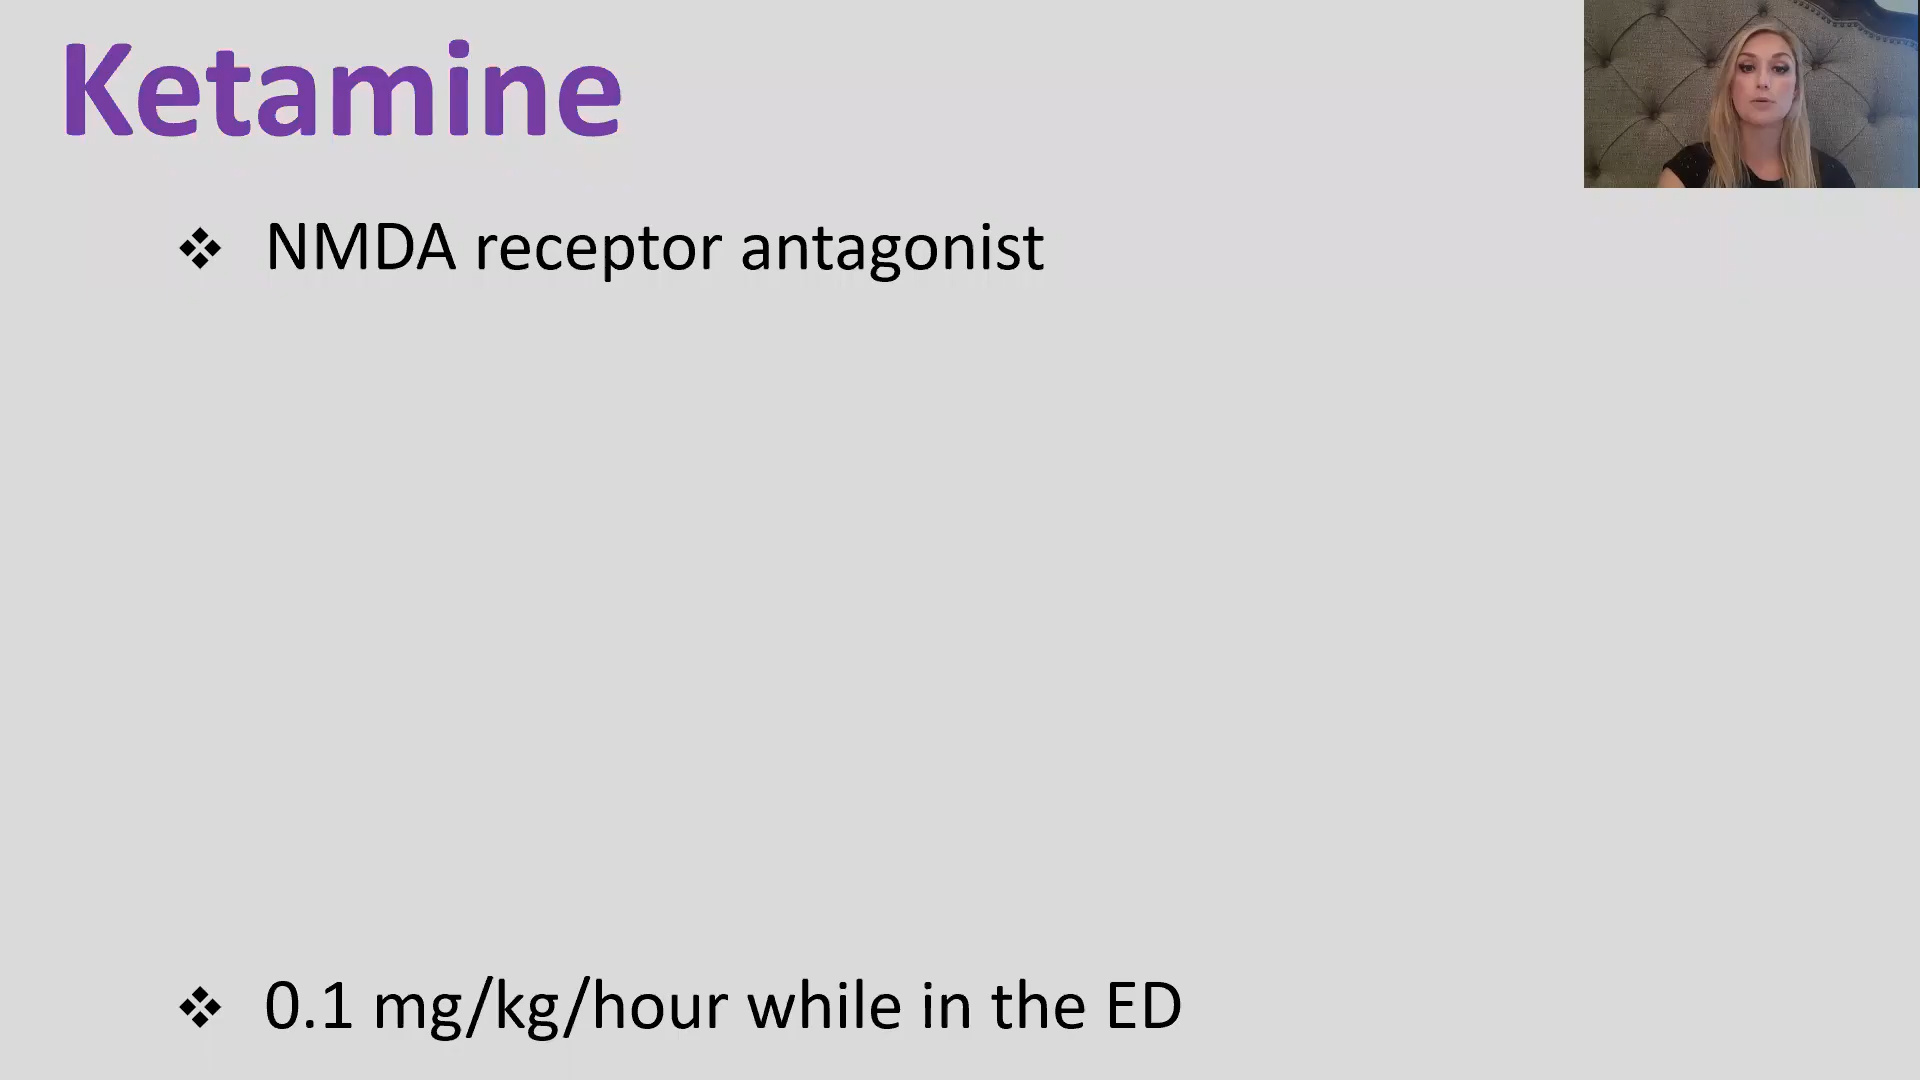 Ketamine
❖ NMDA receptor antagonist
❖ 0.1 mg/kg/hour while in the ED